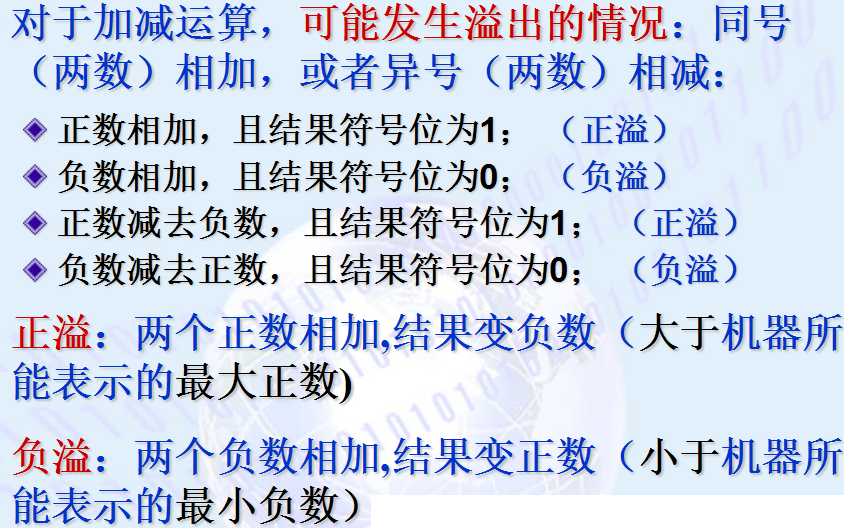 对于加减运算，可能发生溢出的情况：同号
（两数）相加，或者异号（两数）相减：
正数相加，且结果符号位为1；（正溢）
负数相加，且结果符号位为0；（负溢）
正数减去负数，且结果符号位为1；（正溢）
负数减去正数，且结果符号位为0；（负溢）
正溢：两个正数相加,结果变负数（大于机器所
能表示的最大正数)
负溢：两个负数相加,结果变正数（小于机器所
能表示的最小负数）